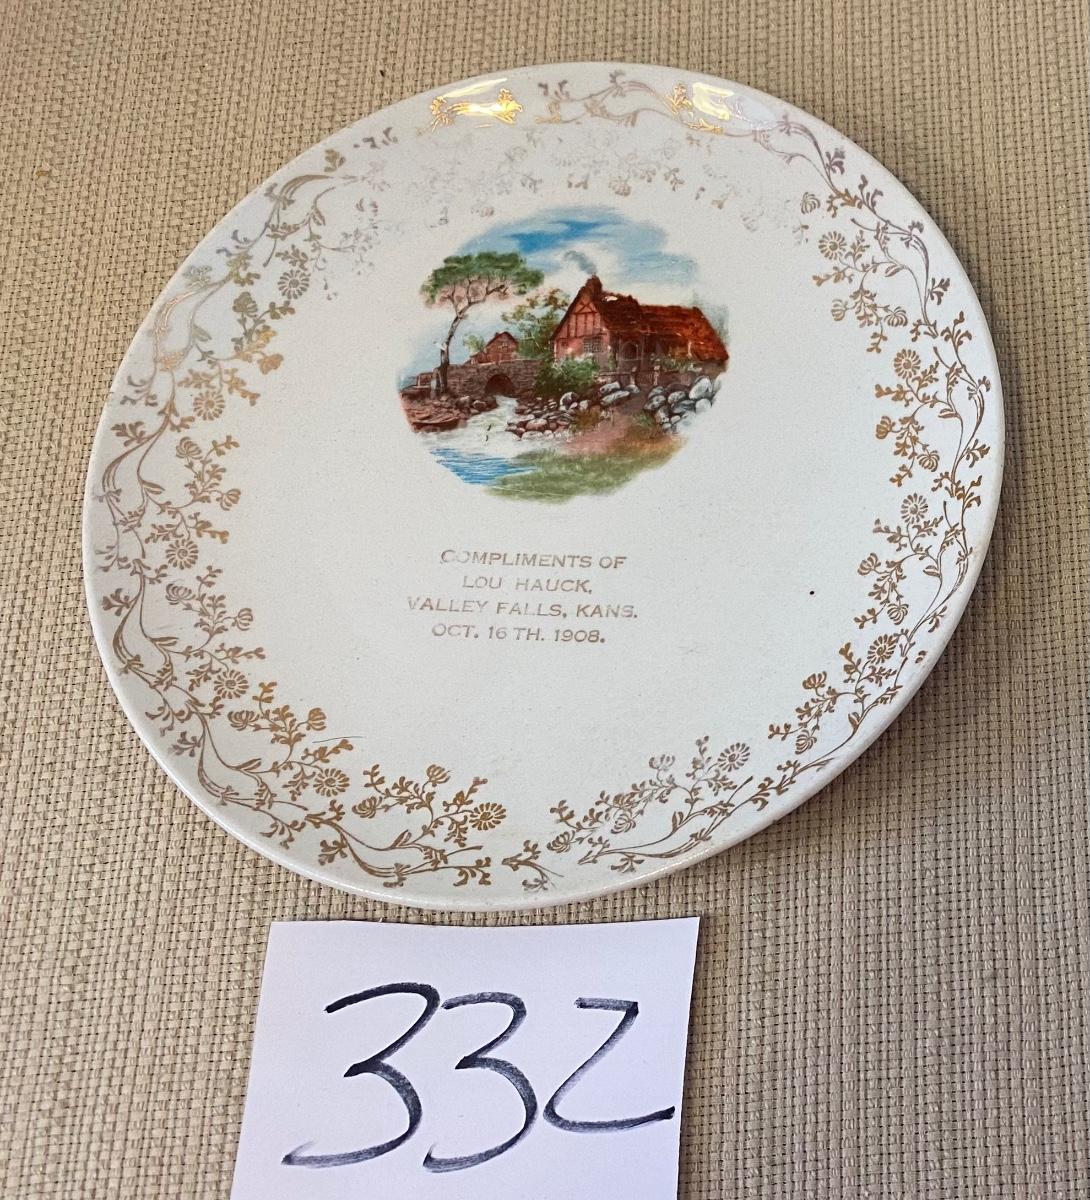 COMPLIMENTS OF
LOU HAUCK,
VALLEY FALLS, KANS.
OCT. 16 TH. 1908.
332